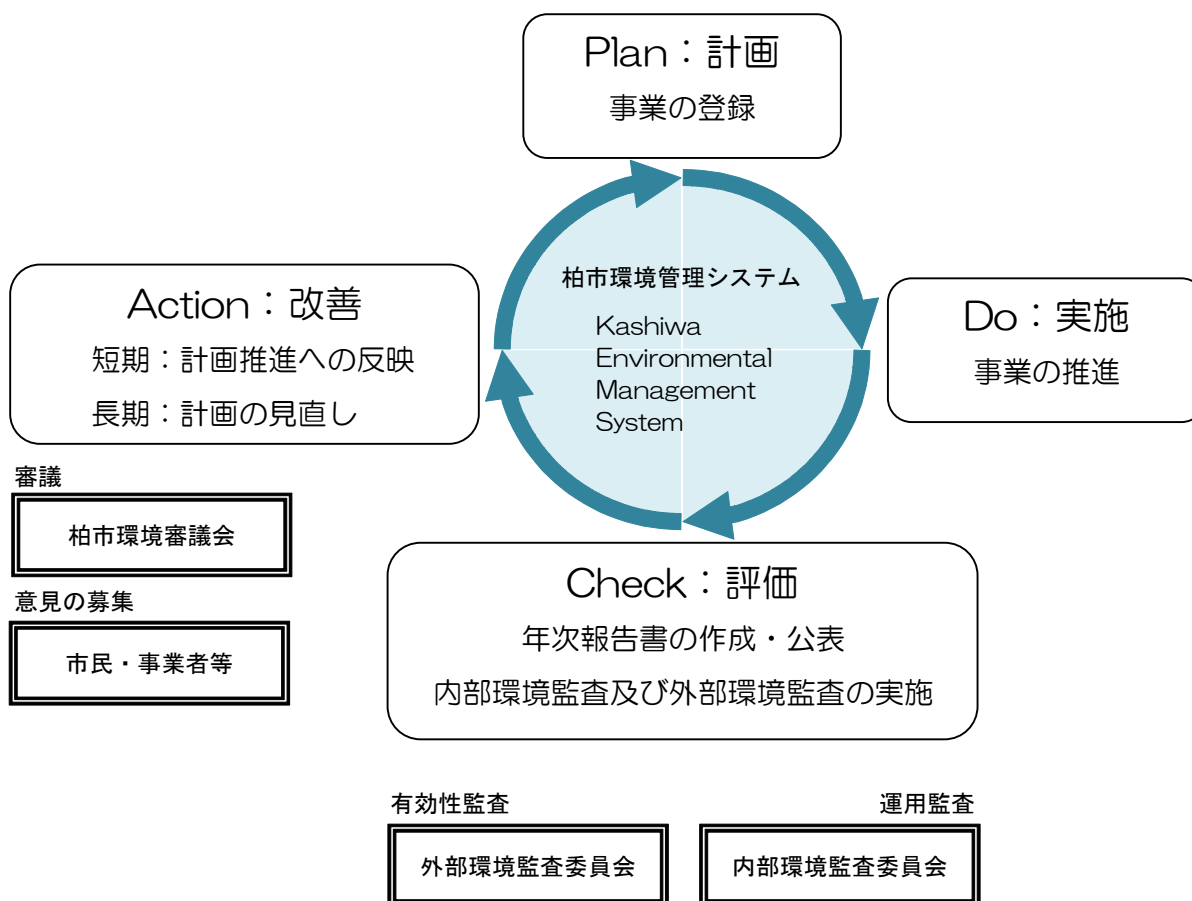 Plan：計画
事業の登録
柏市環境管理システム
Kashiwa
Environmental
Management
System
Action：改善
短期：計画推進への反映
長期：計画の見直し
Do：実施
事業の推進
審議
柏市環境審議会
意見の募集
市民・事業者等
Check：評価
年次報告書の作成・公表
内部環境監査及び外部環境監査の実施
有効性監査
外部環境監査委員会
運用監査
内部環境監査委員会